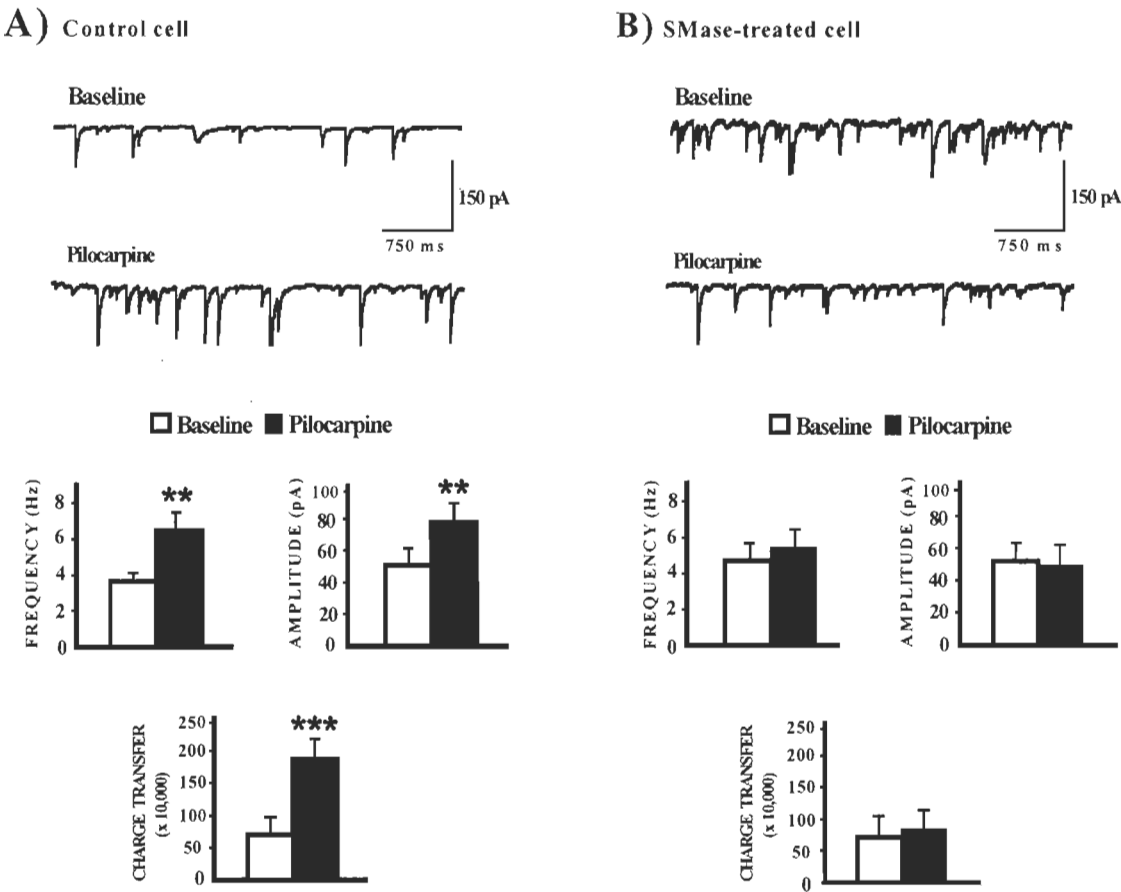 A) Control cell
Baseline
150 pA
750 ms
Pilocarpine
Baseline Pilocarpine
FREQUENCY (Hz)
8
6
4
2
0
**
AMPLITUDE (pA)
100
80
60
40
20
0
**
CHARGE TRANSFER
(x 10,000)
250
200
150
100
50
0
***
B) SMase-treated cell
Baseline
150 pA
750 ms
Pilocarpine
Baseline Pilocarpine
FREQUENCY (Hz)
8
6
4
2
0
AMPLITUDE (pA)
100
80
60
40
20
0
CHARGE TRANSFER
(x 10,000)
250
200
150
100
50
0